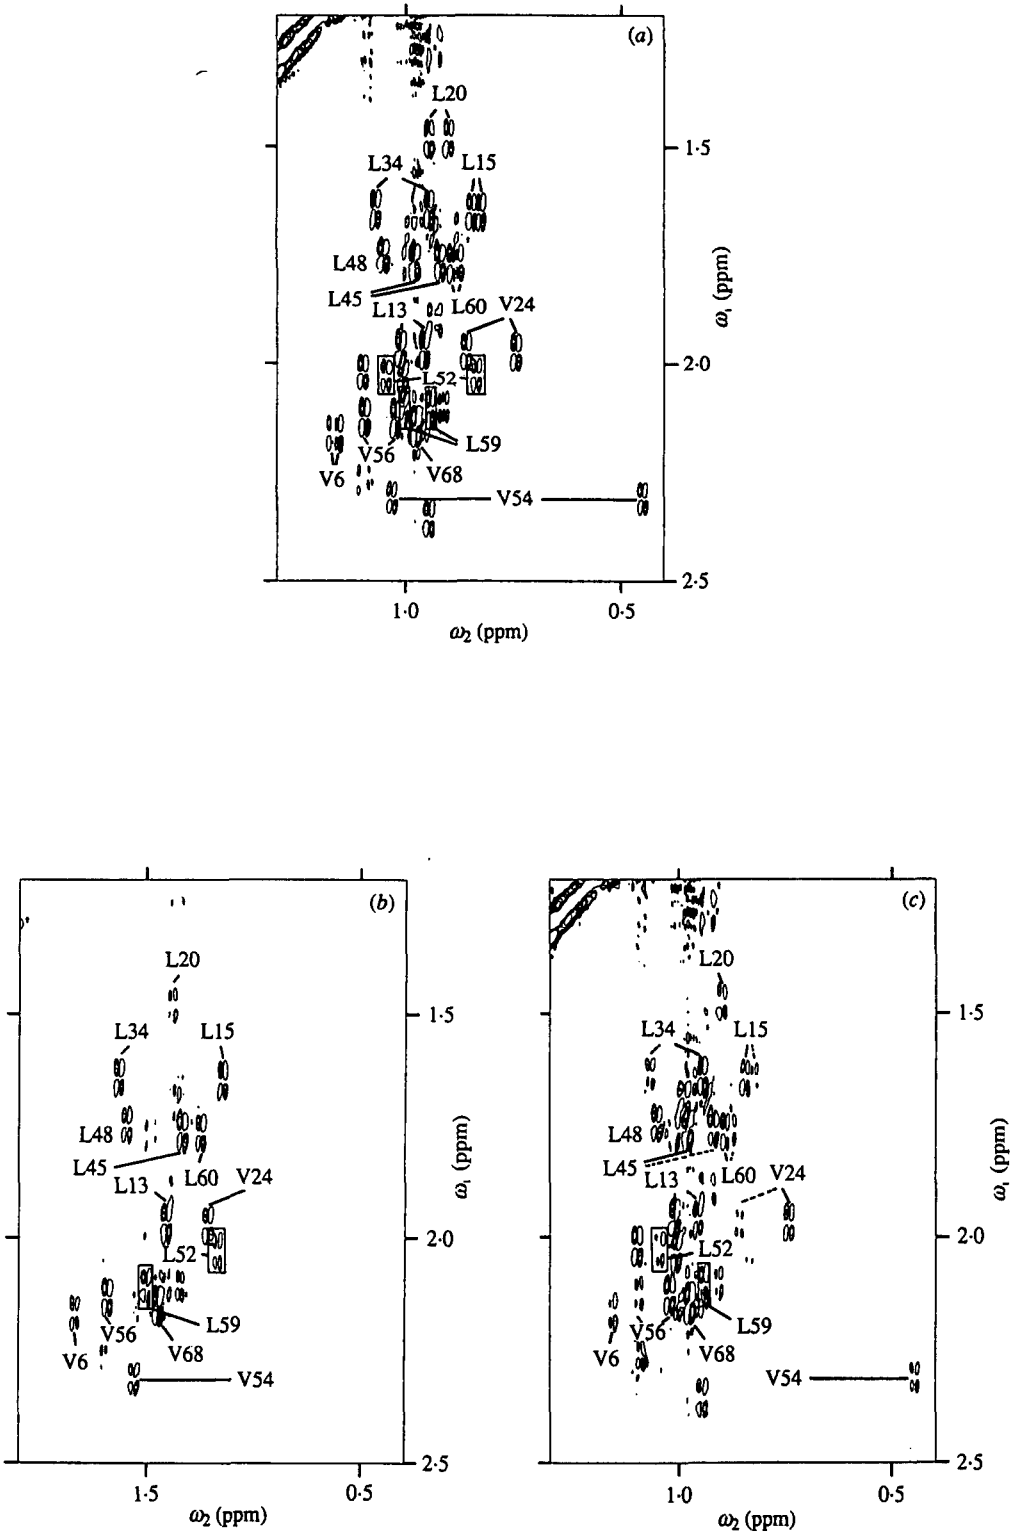 (a)
L20
L34
L15
1·5
L48
L45
L13
L60
V24
ω₁ (ppm)
2·0
L52
V56
L59
V6
V68
V54
2·5
1·0
0·5
ω₂ (ppm)
(b)
L20
L34
L15
1·5
L48
L45
L60
L13
V24
ω₁ (ppm)
2·0
L52
V56
L59
V6
V68
V54
2·5
1·5
0·5
ω₂ (ppm)
(c)
L20
L34
L15
1·5
L48
L45
L60
L13
V24
ω₁ (ppm)
2·0
L52
V56
L59
V6
V68
V54
2·5
1·0
0·5
ω₂ (ppm)